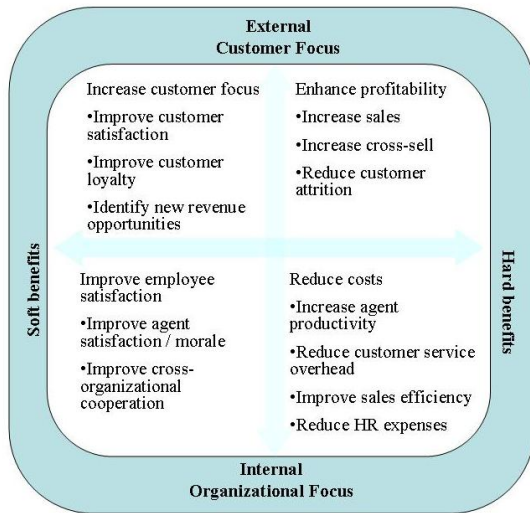 External
Customer Focus
Increase customer focus
•Improve customer
satisfaction
•Improve customer
loyalty
•Identify new revenue
opportunities
Enhance profitability
•Increase sales
•Increase cross-sell
•Reduce customer
attrition
Soft benefits
Hard benefits
Improve employee
satisfaction
•Improve agent
satisfaction / morale
•Improve cross-
organizational
cooperation
Reduce costs
•Increase agent
productivity
•Reduce customer service
overhead
•Improve sales efficiency
•Reduce HR expenses
Internal
Organizational Focus